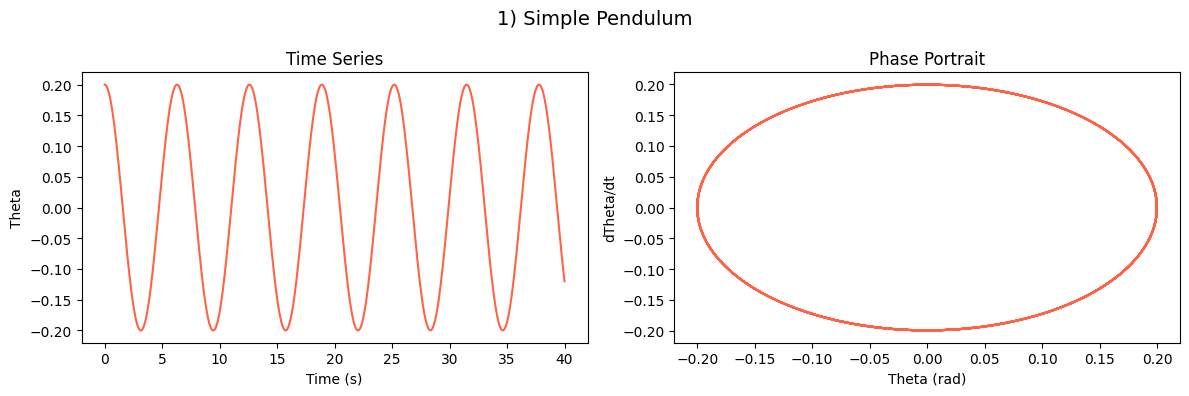 1) Simple Pendulum
Time Series
Theta
0.20
0.15
0.10
0.05
0.00
−0.05
−0.10
−0.15
−0.20
0 5 10 15 20 25 30 35 40
Time (s)
Phase Portrait
dTheta/dt
0.20
0.15
0.10
0.05
0.00
−0.05
−0.10
−0.15
−0.20
−0.20 −0.15 −0.10 −0.05 0.00 0.05 0.10 0.15 0.20
Theta (rad)